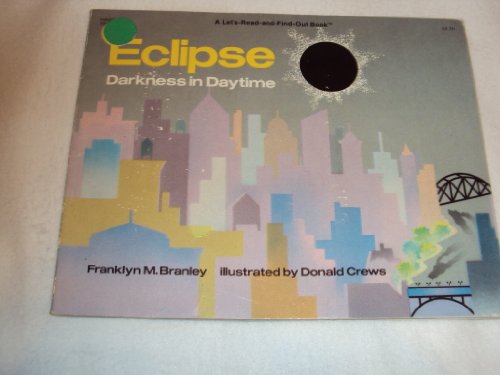 A Let's-Read-and-Find-Out Book™
Eclipse
Darkness in Daytime
Franklyn M. Branley illustrated by Donald Crews